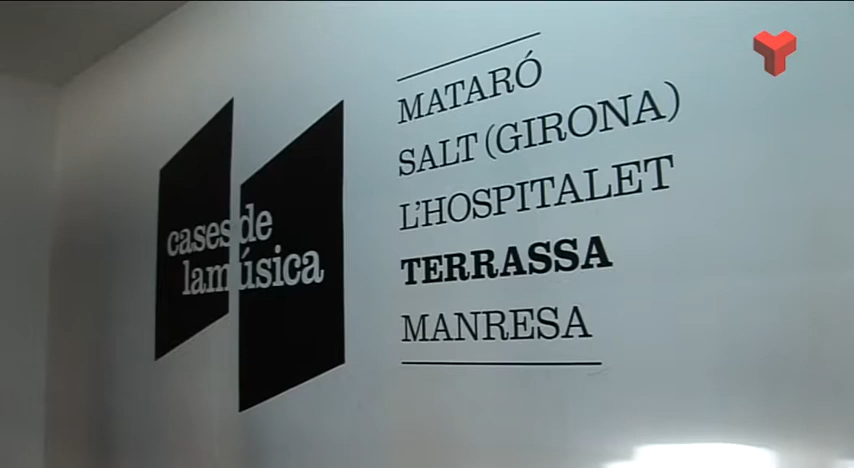 cases de
la música
MATARÓ
SALT (GIRONA)
L'HOSPITALET
TERRASSA
MANRESA